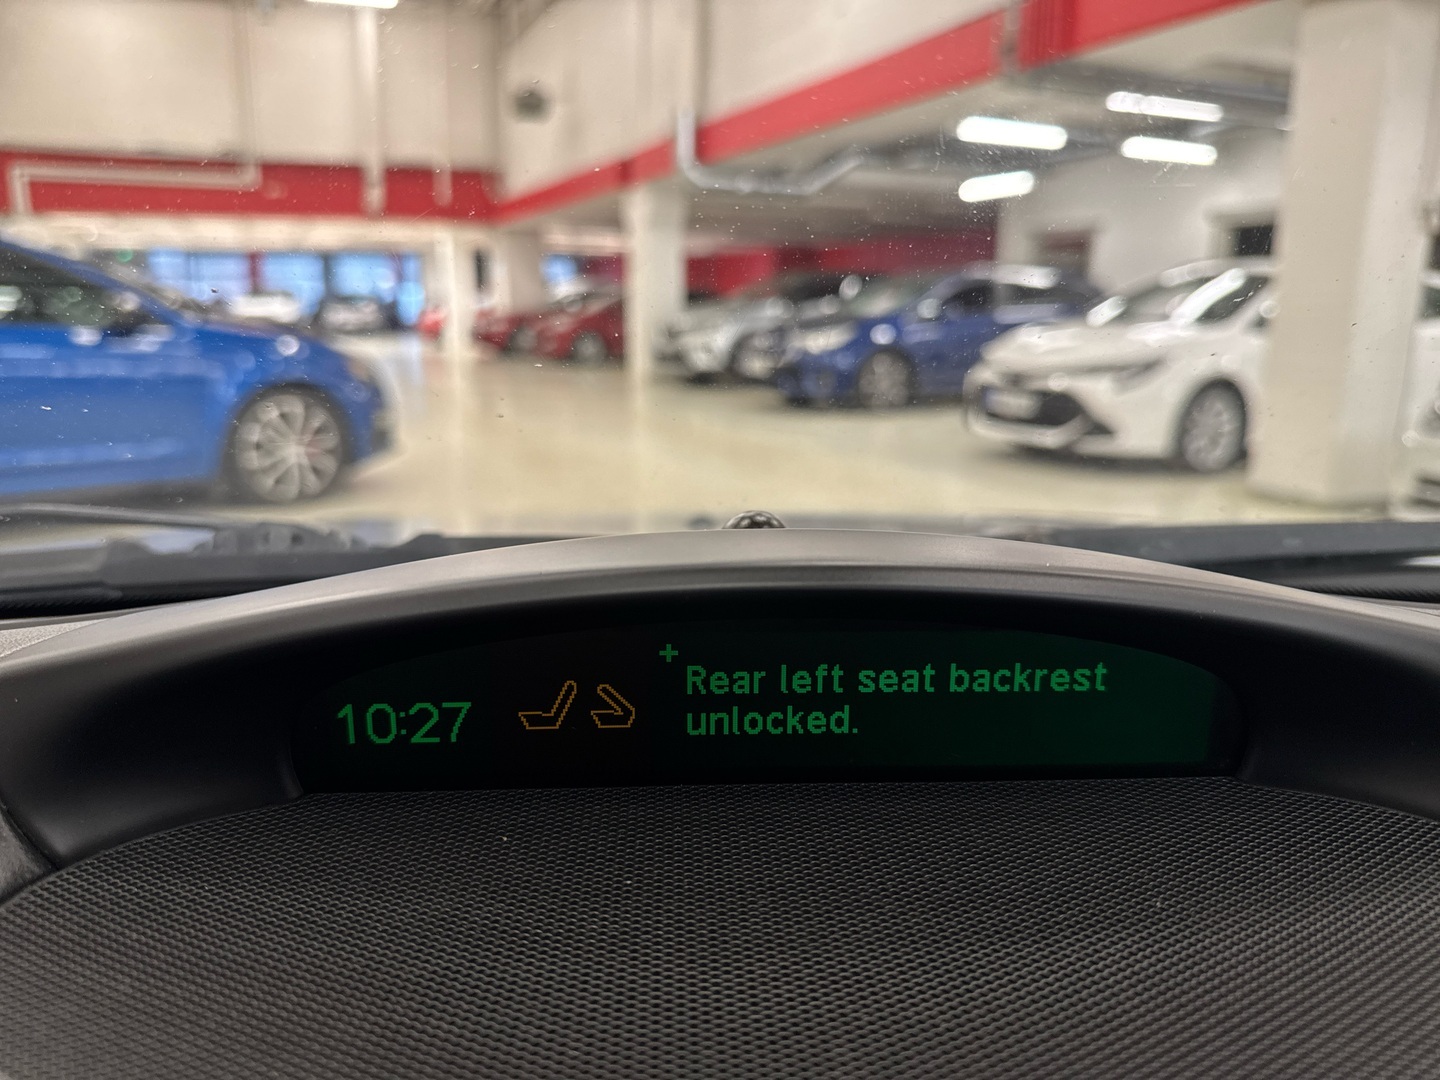 10:27
+
Rear left seat backrest
unlocked.